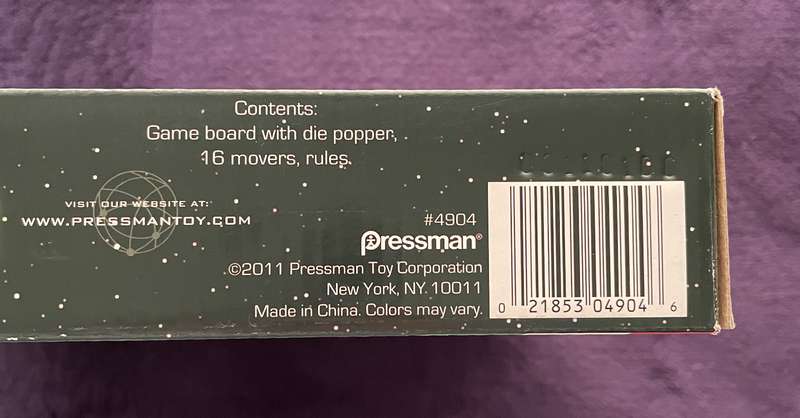 Contents:
Game board with die popper,
16 movers, rules.
VISIT OUR WEBSITE AT:
WWW.PRESSMANTOY.COM
#4904
Pressman®
©2011 Pressman Toy Corporation
New York, NY. 10011
Made in China. Colors may vary.
0 21853 04904 6